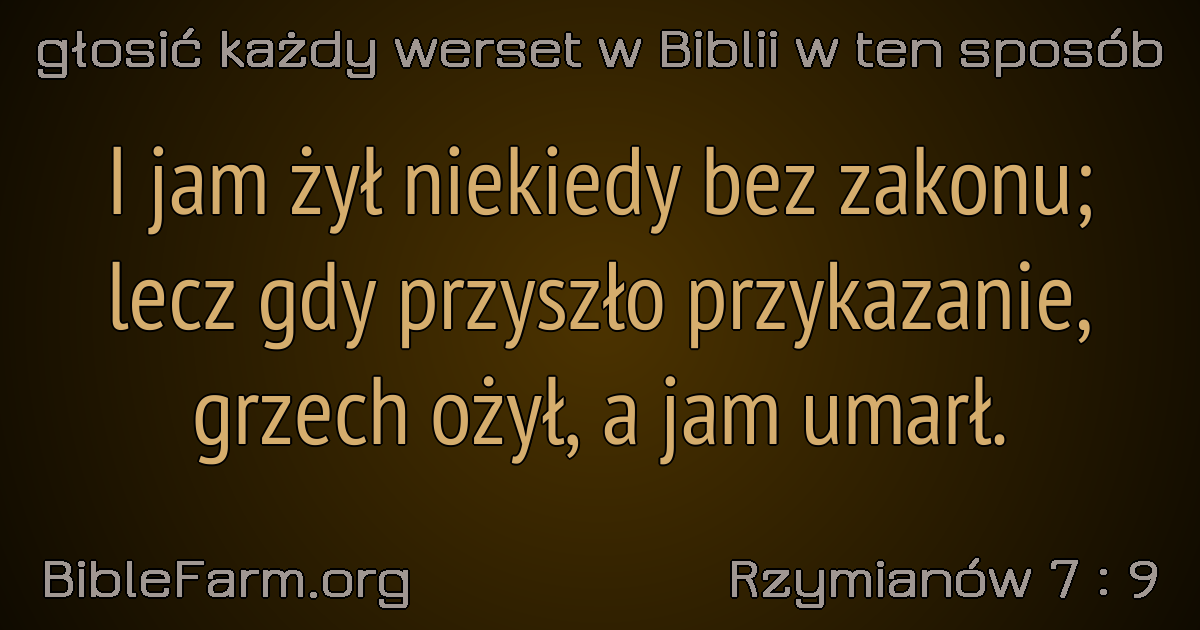 głosić każdy werset w Biblii w ten sposób
I jam żył niekiedy bez zakonu;
lecz gdy przyszło przykazanie,
grzech ożył, a jam umarł.
BibleFarm.org
Rzymianów 7 : 9